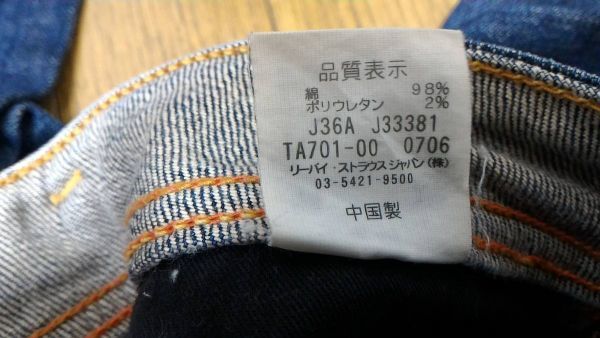 品質表示
綿 98%
ポリウレタン 2%
J36A J33381
TA701-00 0706
リーバイ・ストラウス ジャパン(株)
03-5421-9500
中国製